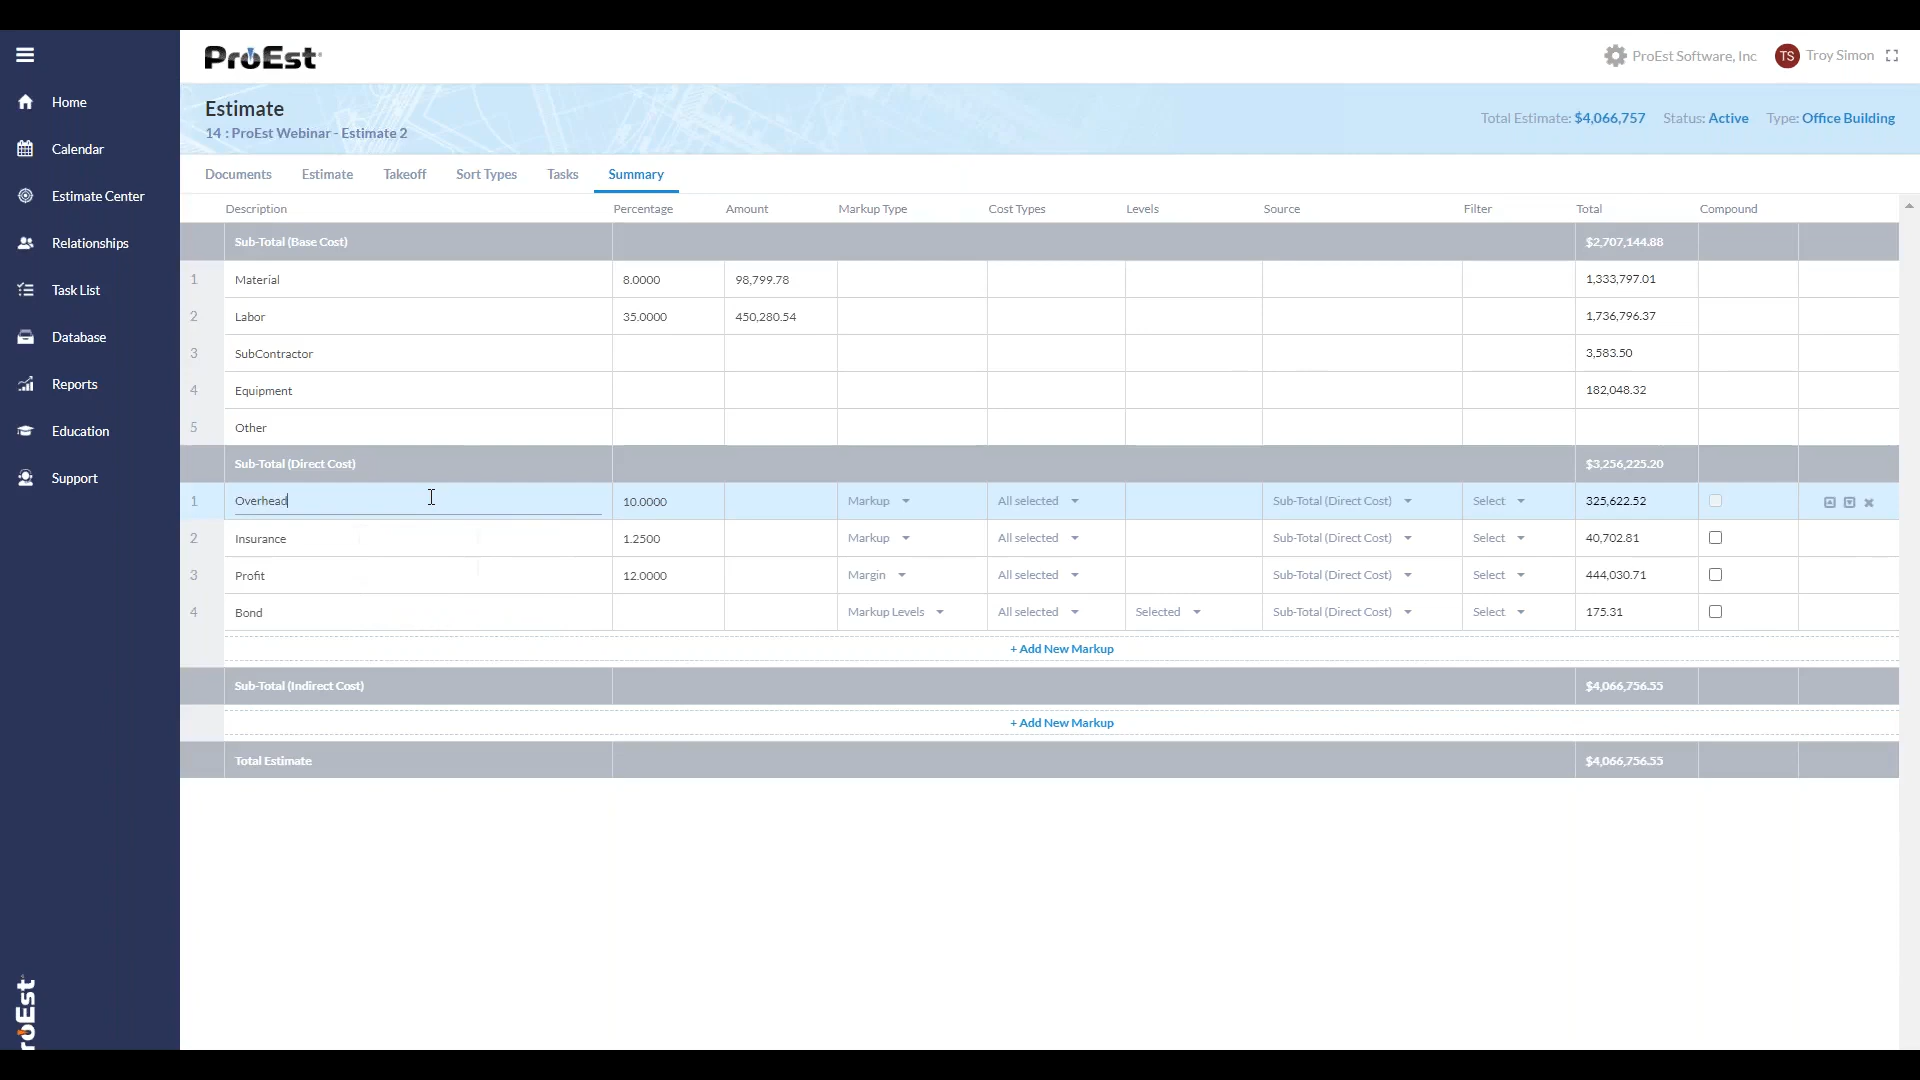 ProEst
ProEst Software, Inc TS Troy Simon
Home
Calendar
Estimate Center
Relationships
Task List
Database
Reports
Education
Support
Estimate
14 : ProEst Webinar - Estimate 2
Total Estimate: $4,066,757 Status: Active Type: Office Building
Documents Estimate Takeoff Sort Types Tasks Summary
Description Percentage Amount Markup Type Cost Types Levels Source Filter Total Compound
Sub-Total (Base Cost) $2,707,144.88
1 Material 8.0000 98,799.78 1,333,797.01
2 Labor 35.0000 450,280.54 1,736,796.37
3 SubContractor 3,583.50
4 Equipment 182,048.32
5 Other
Sub-Total (Direct Cost) $3,256,225.20
1 Overhead 10.0000 Markup All selected Sub-Total (Direct Cost) Select 325,622.52
2 Insurance 1.2500 Markup All selected Sub-Total (Direct Cost) Select 40,702.81
3 Profit 12.0000 Margin All selected Sub-Total (Direct Cost) Select 444,030.71
4 Bond Markup Levels All selected Selected Sub-Total (Direct Cost) Select 175.31
+ Add New Markup
Sub-Total (Indirect Cost) $4,066,756.55
+ Add New Markup
Total Estimate $4,066,756.55
roEst